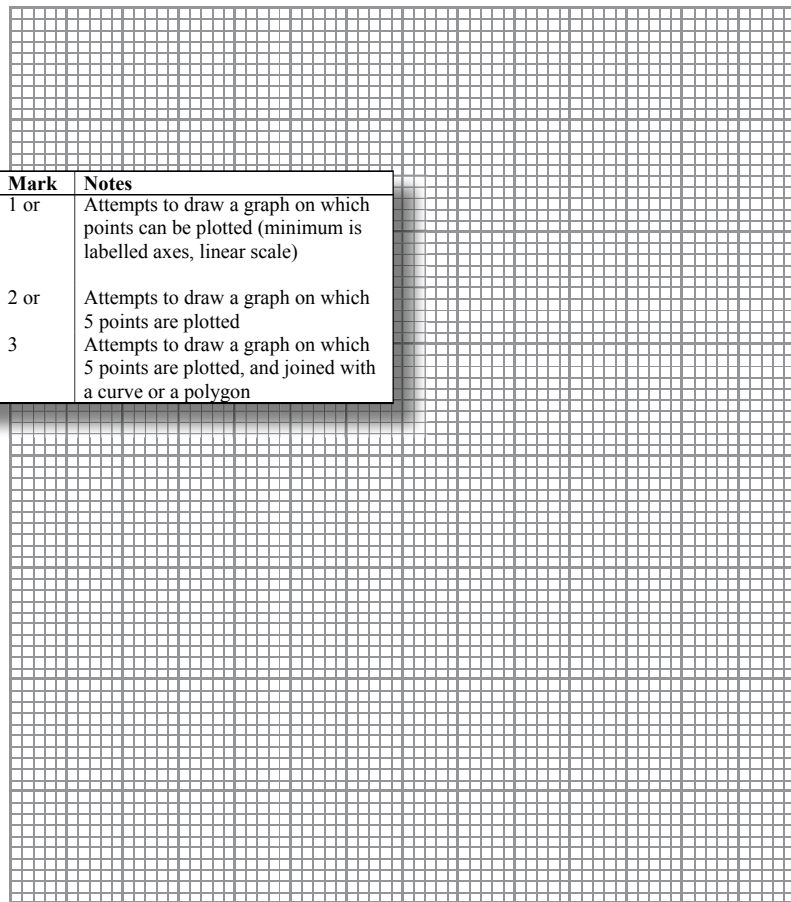 Mark Notes
1 or Attempts to draw a graph on which
points can be plotted (minimum is
labelled axes, linear scale)
2 or Attempts to draw a graph on which
5 points are plotted
3 Attempts to draw a graph on which
5 points are plotted, and joined with
a curve or a polygon